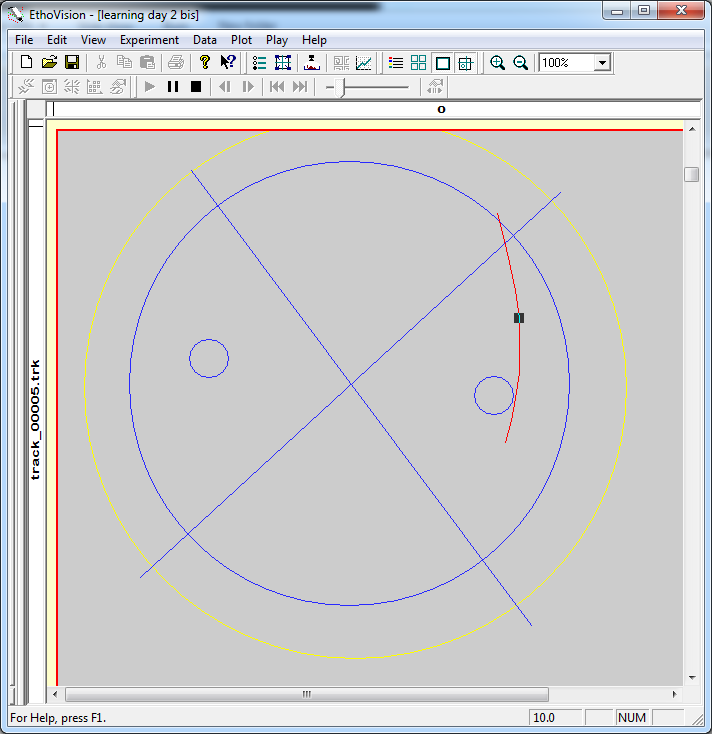 EthoVision - [learning day 2 bis]
File Edit View Experiment Data Plot Play Help
100%
o
track_00005.trk
For Help, press F1.
10.0
NUM